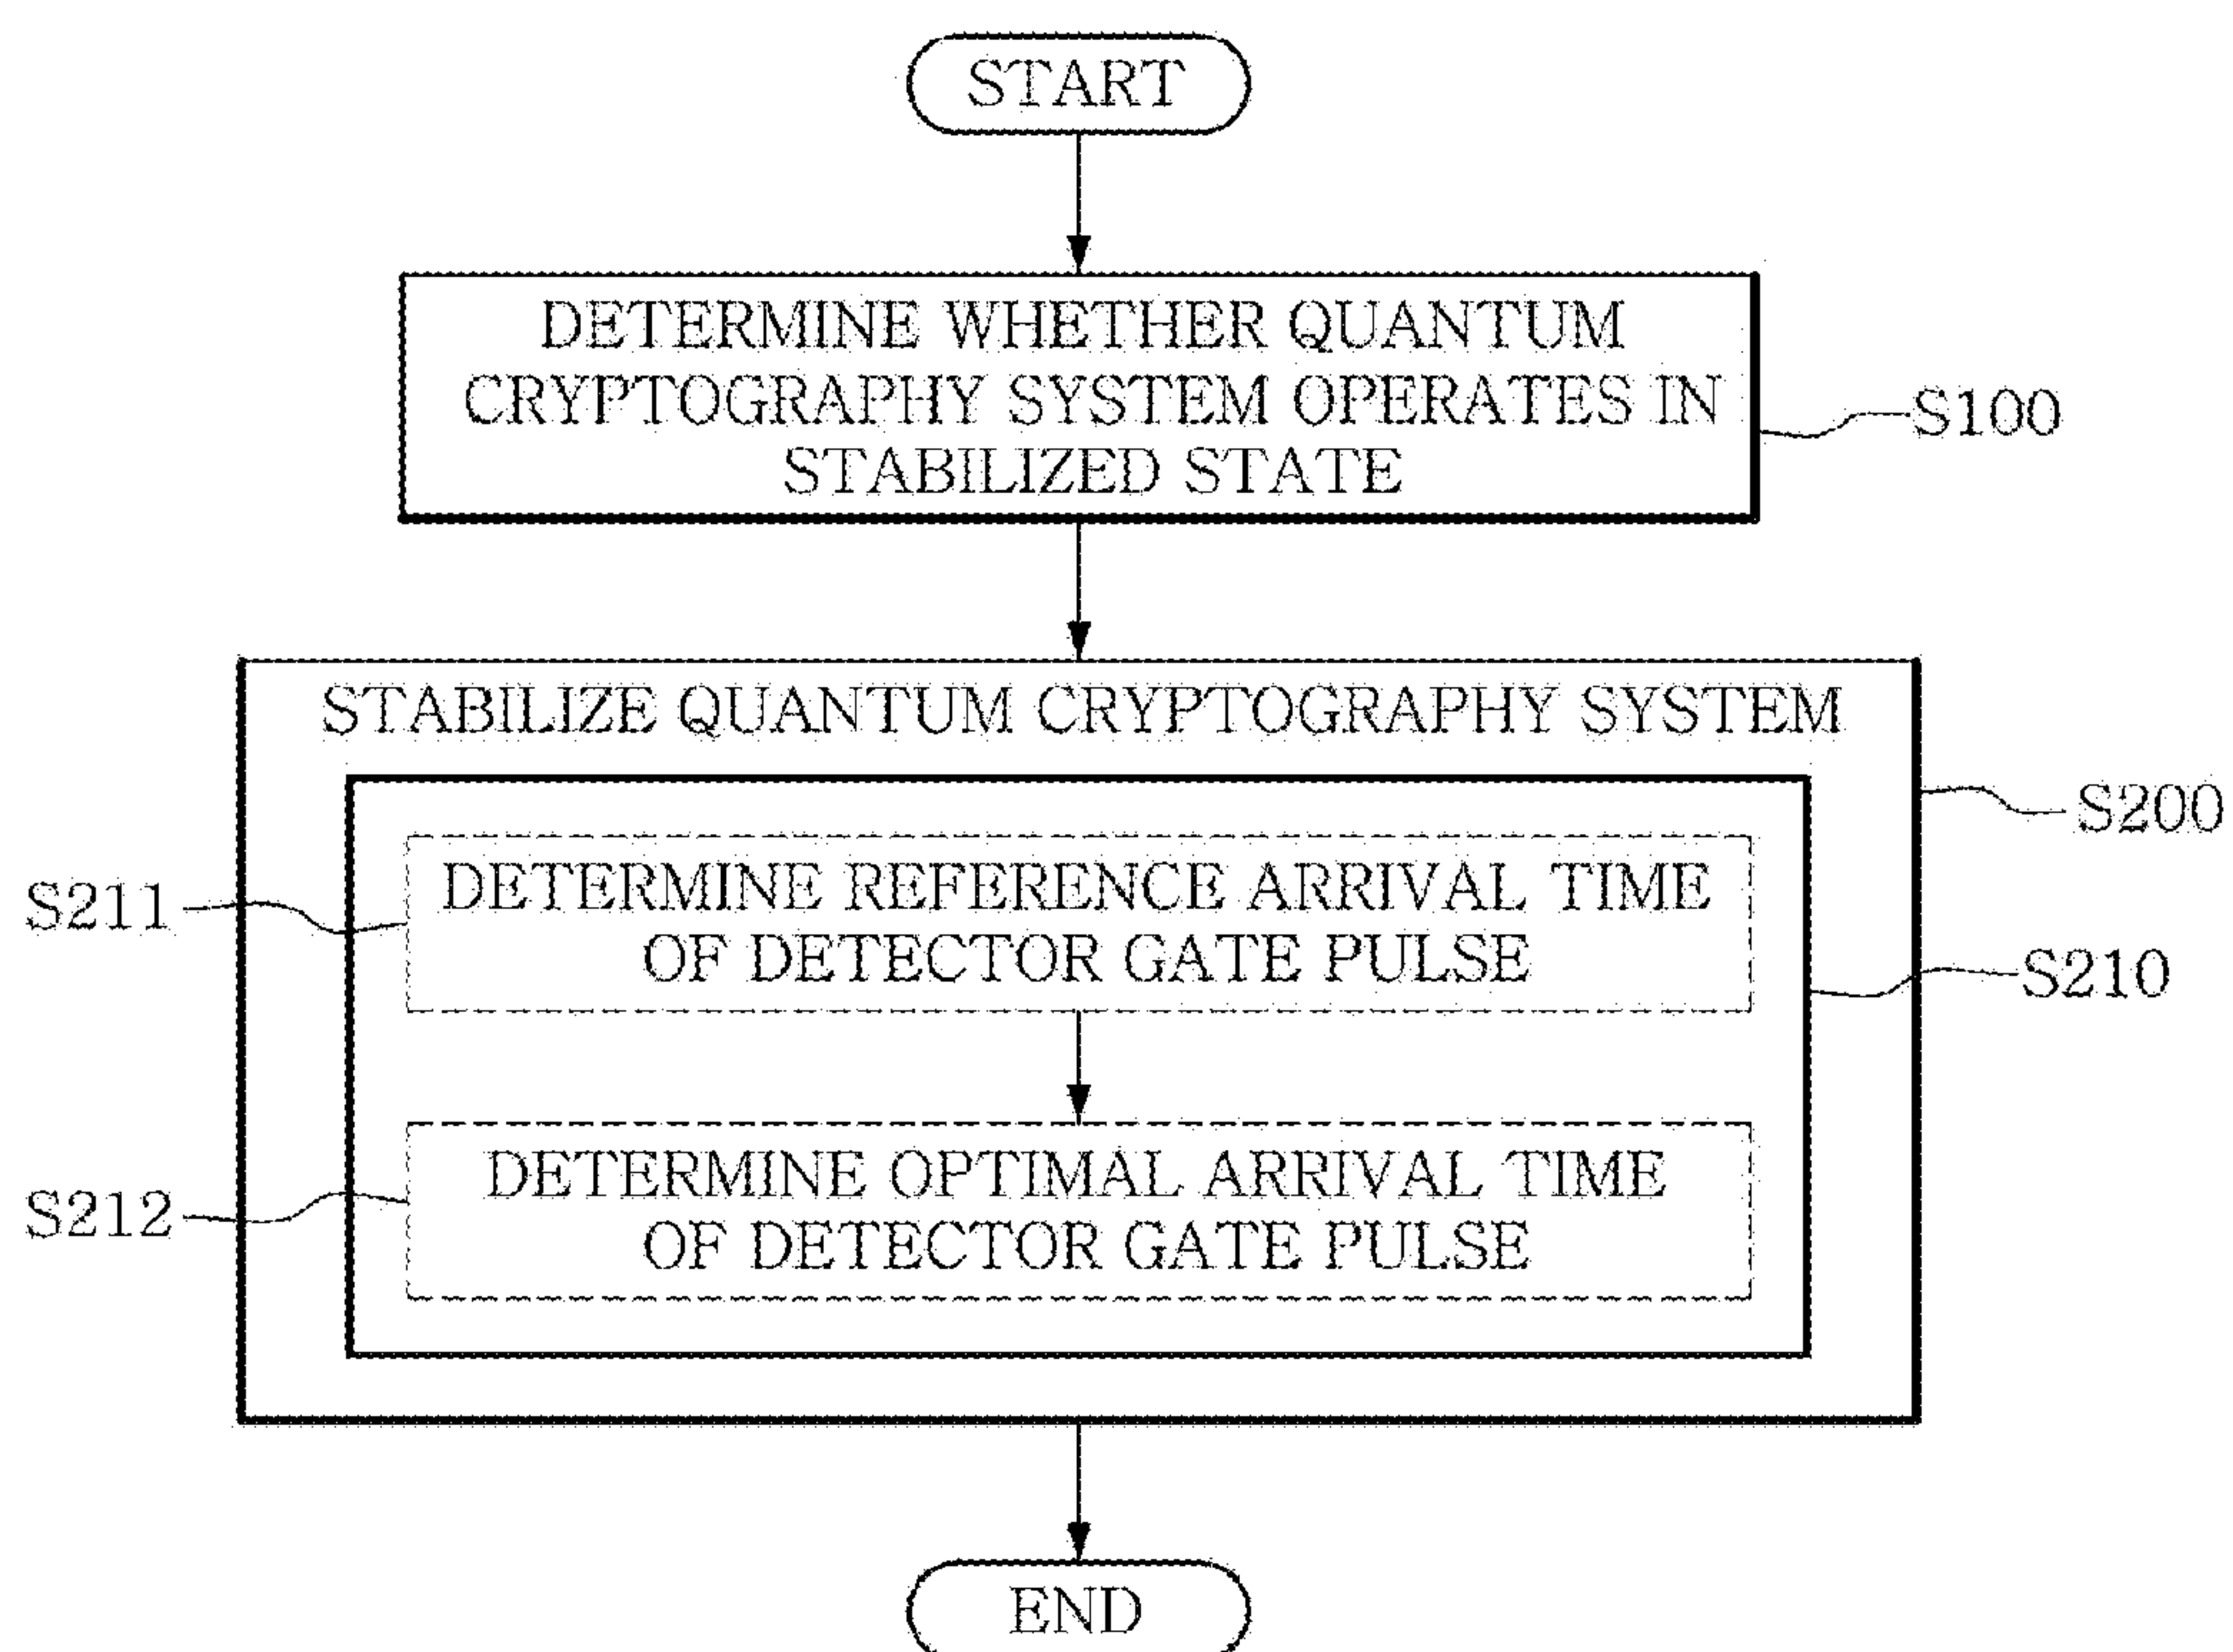 START
DETERMINE WHETHER QUANTUM
CRYPTOGRAPHY SYSTEM OPERATES IN
STABILIZED STATE
S100
STABILIZE QUANTUM CRYPTOGRAPHY SYSTEM
S200
S211
DETERMINE REFERENCE ARRIVAL TIME
OF DETECTOR GATE PULSE
S210
S212
DETERMINE OPTIMAL ARRIVAL TIME
OF DETECTOR GATE PULSE
END